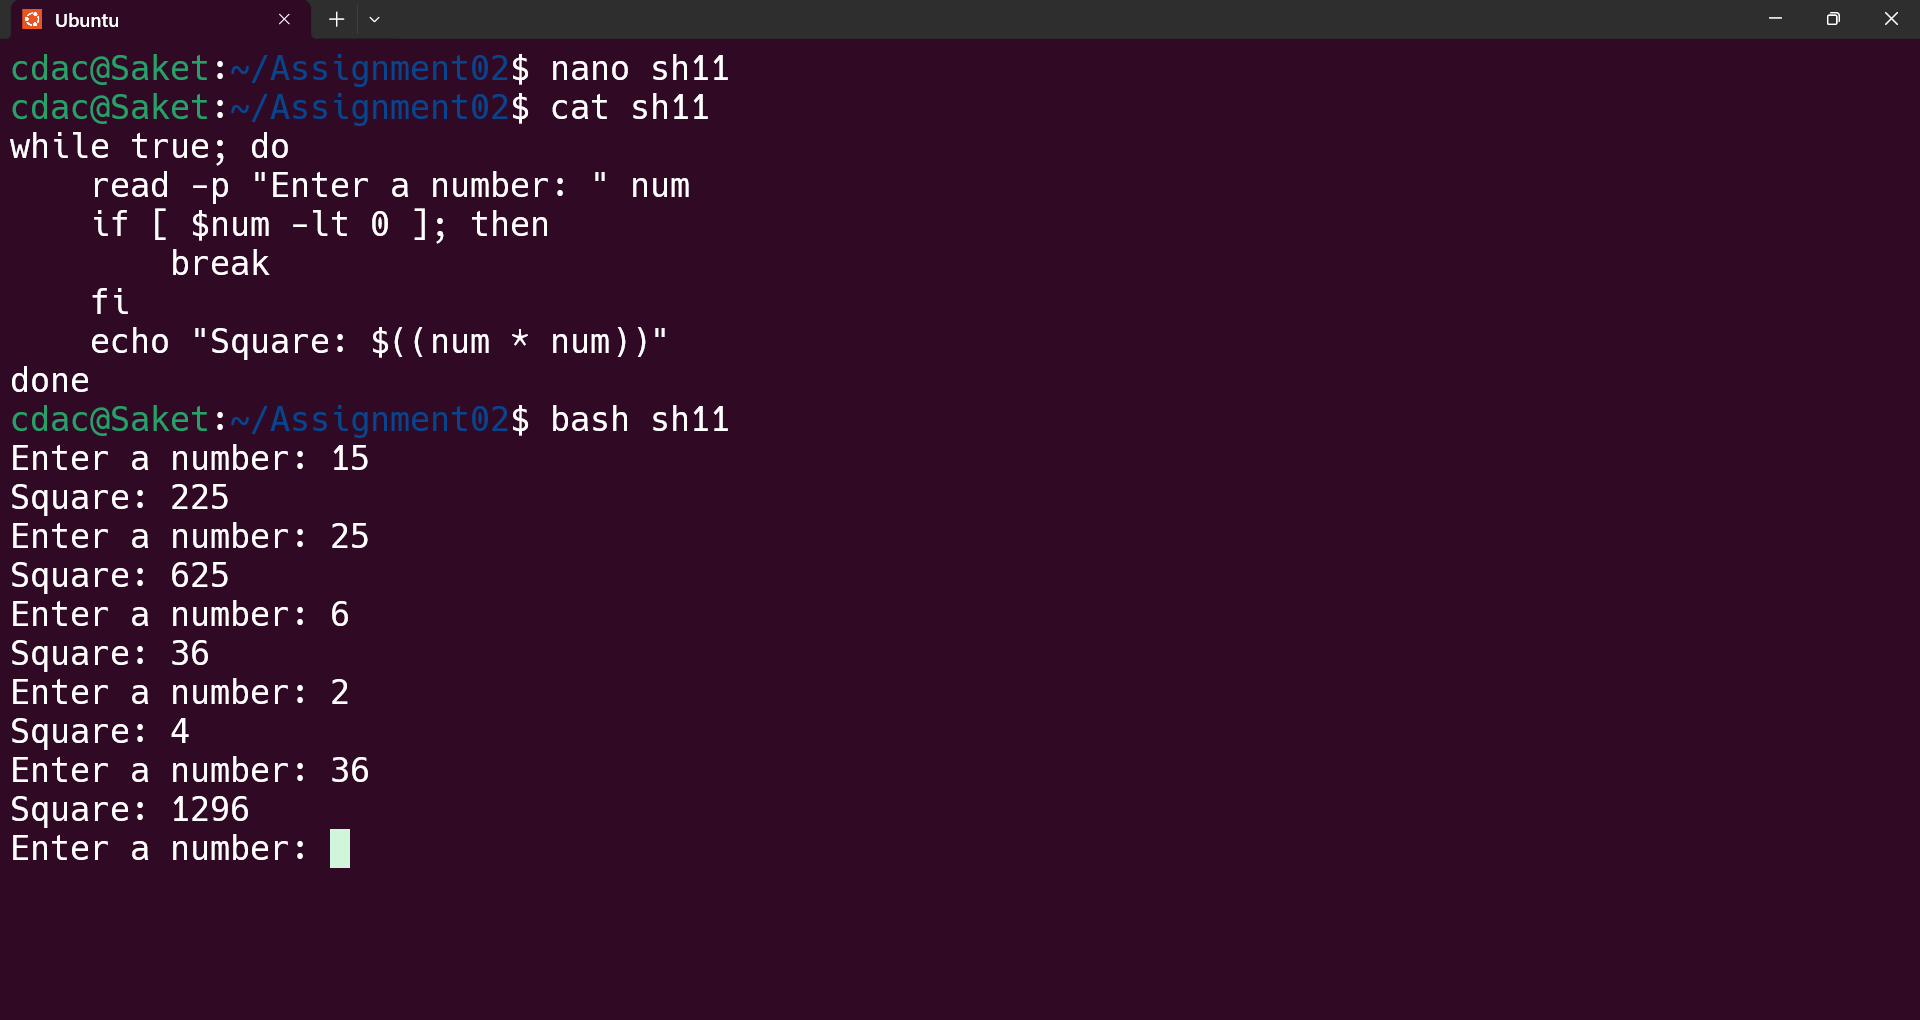 Ubuntu
cdac@Saket:~/Assignment02$ nano sh11
cdac@Saket:~/Assignment02$ cat sh11
while true; do
    read -p "Enter a number: " num
    if [ $num -lt 0 ]; then
        break
    fi
    echo "Square: $((num * num))"
done
cdac@Saket:~/Assignment02$ bash sh11
Enter a number: 15
Square: 225
Enter a number: 25
Square: 625
Enter a number: 6
Square: 36
Enter a number: 2
Square: 4
Enter a number: 36
Square: 1296
Enter a number: